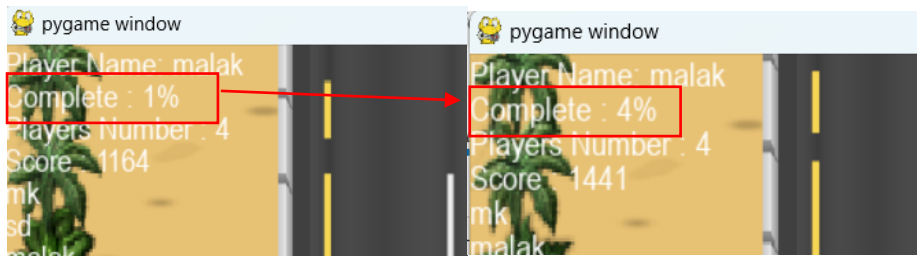 pygame window
Player Name: malak
Complete : 1%
Players Number : 4
Score : 1164
mk
sd
malak
pygame window
Player Name: malak
Complete : 4%
Players Number : 4
Score : 1441
mk
malak